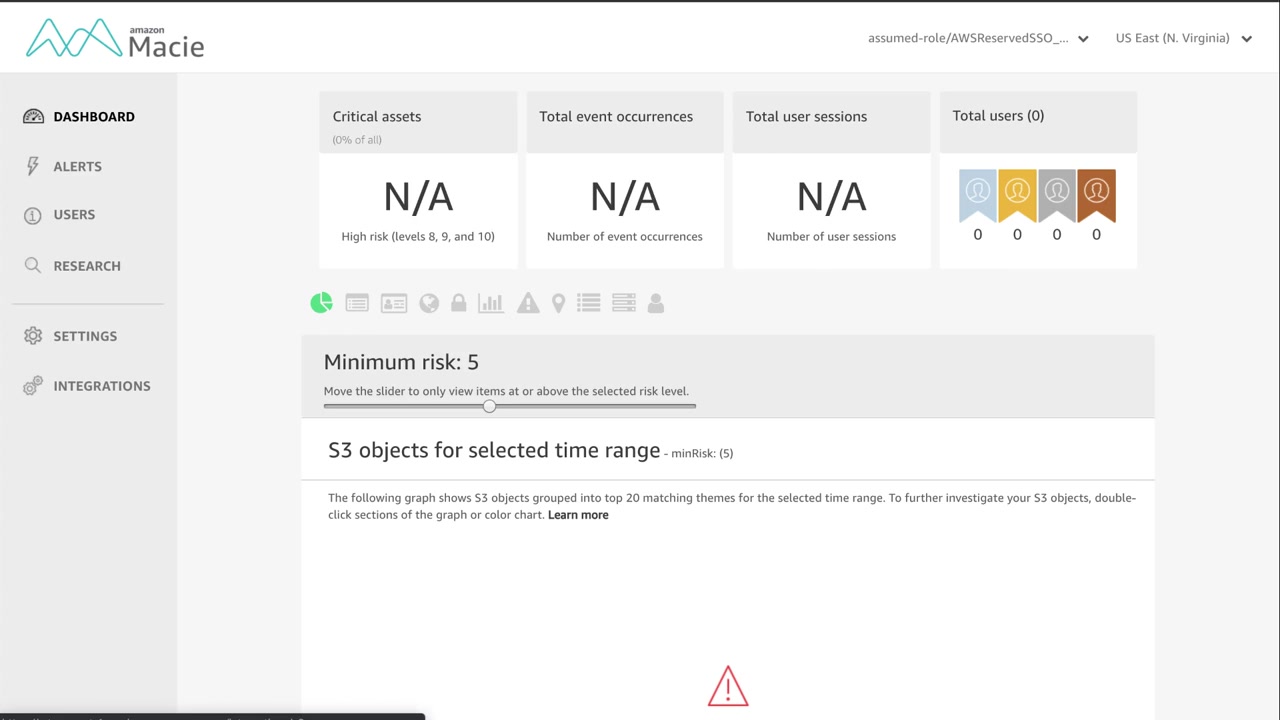 amazon
Macie
assumed-role/AWSReservedSSO_...
US East (N. Virginia)
DASHBOARD
ALERTS
USERS
RESEARCH
SETTINGS
INTEGRATIONS
Critical assets
(0% of all)
N/A
High risk (levels 8, 9, and 10)
Total event occurrences
N/A
Number of event occurrences
Total user sessions
N/A
Number of user sessions
Total users (0)
0 0 0 0
Minimum risk: 5
Move the slider to only view items at or above the selected risk level.
S3 objects for selected time range - minRisk: (5)
The following graph shows S3 objects grouped into top 20 matching themes for the selected time range. To further investigate your S3 objects, double-
click sections of the graph or color chart. Learn more